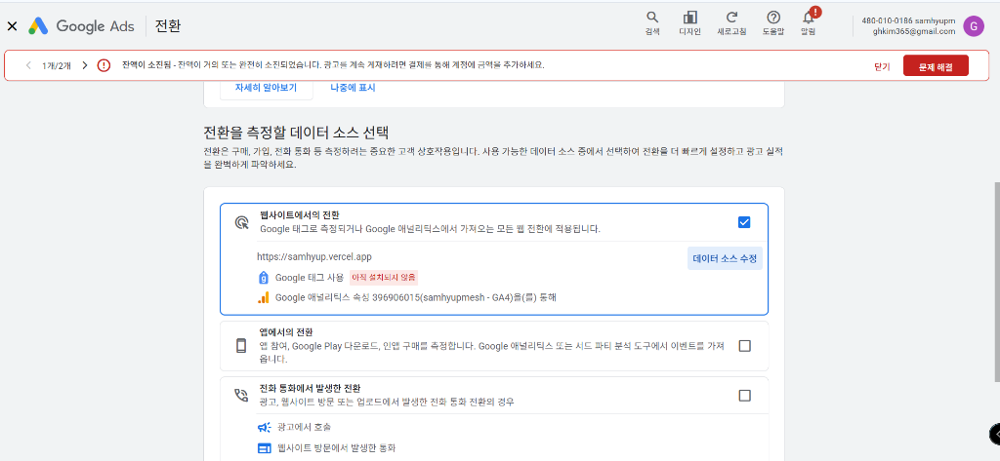 Google Ads
전환
검색
디자인
새로고침
도움말
알림
480-010-0186 samhyupm
ghkim365@gmail.com
G
1개/2개
잔액이 소진됨 - 잔액이 거의 또는 완전히 소진되었습니다. 광고를 계속 게재하려면 결제를 통해 계정에 금액을 추가하세요.
닫기
문제 해결
자세히 알아보기
나중에 표시
전환을 측정할 데이터 소스 선택
전환은 구매, 가입, 전화 통화 등 측정하려는 중요한 고객 상호작용입니다. 사용 가능한 데이터 소스 중에서 선택하여 전환을 더 빠르게 설정하고 광고 실적
을 완벽하게 파악하세요.
웹사이트에서의 전환
Google 태그로 측정되거나 Google 애널리틱스에서 가져오는 모든 웹 전환에 적용됩니다.
https://samhyup.vercel.app
데이터 소스 수정
Google 태그 사용
아직 설치되지 않음
Google 애널리틱스 속성 396906015(samhyupmesh - GA4)을(를) 통해
앱에서의 전환
앱 참여, Google Play 다운로드, 인앱 구매를 측정합니다. Google 애널리틱스 또는 서드 파티 분석 도구에서 이벤트를 가져
옵니다.
전화 통화에서 발생한 전환
광고, 웹사이트 방문 또는 업로드에서 발생한 전화 통화 전환의 경우
광고에서 호출
웹사이트 방문에서 발생한 통화